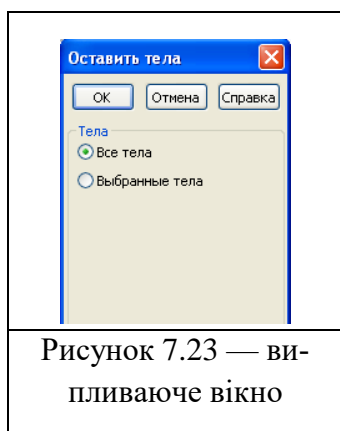 Оставить тела
OK Отмена Справка
Тела
Все тела
Выбранные тела
Рисунок 7.23 — ви-
пливаюче вікно